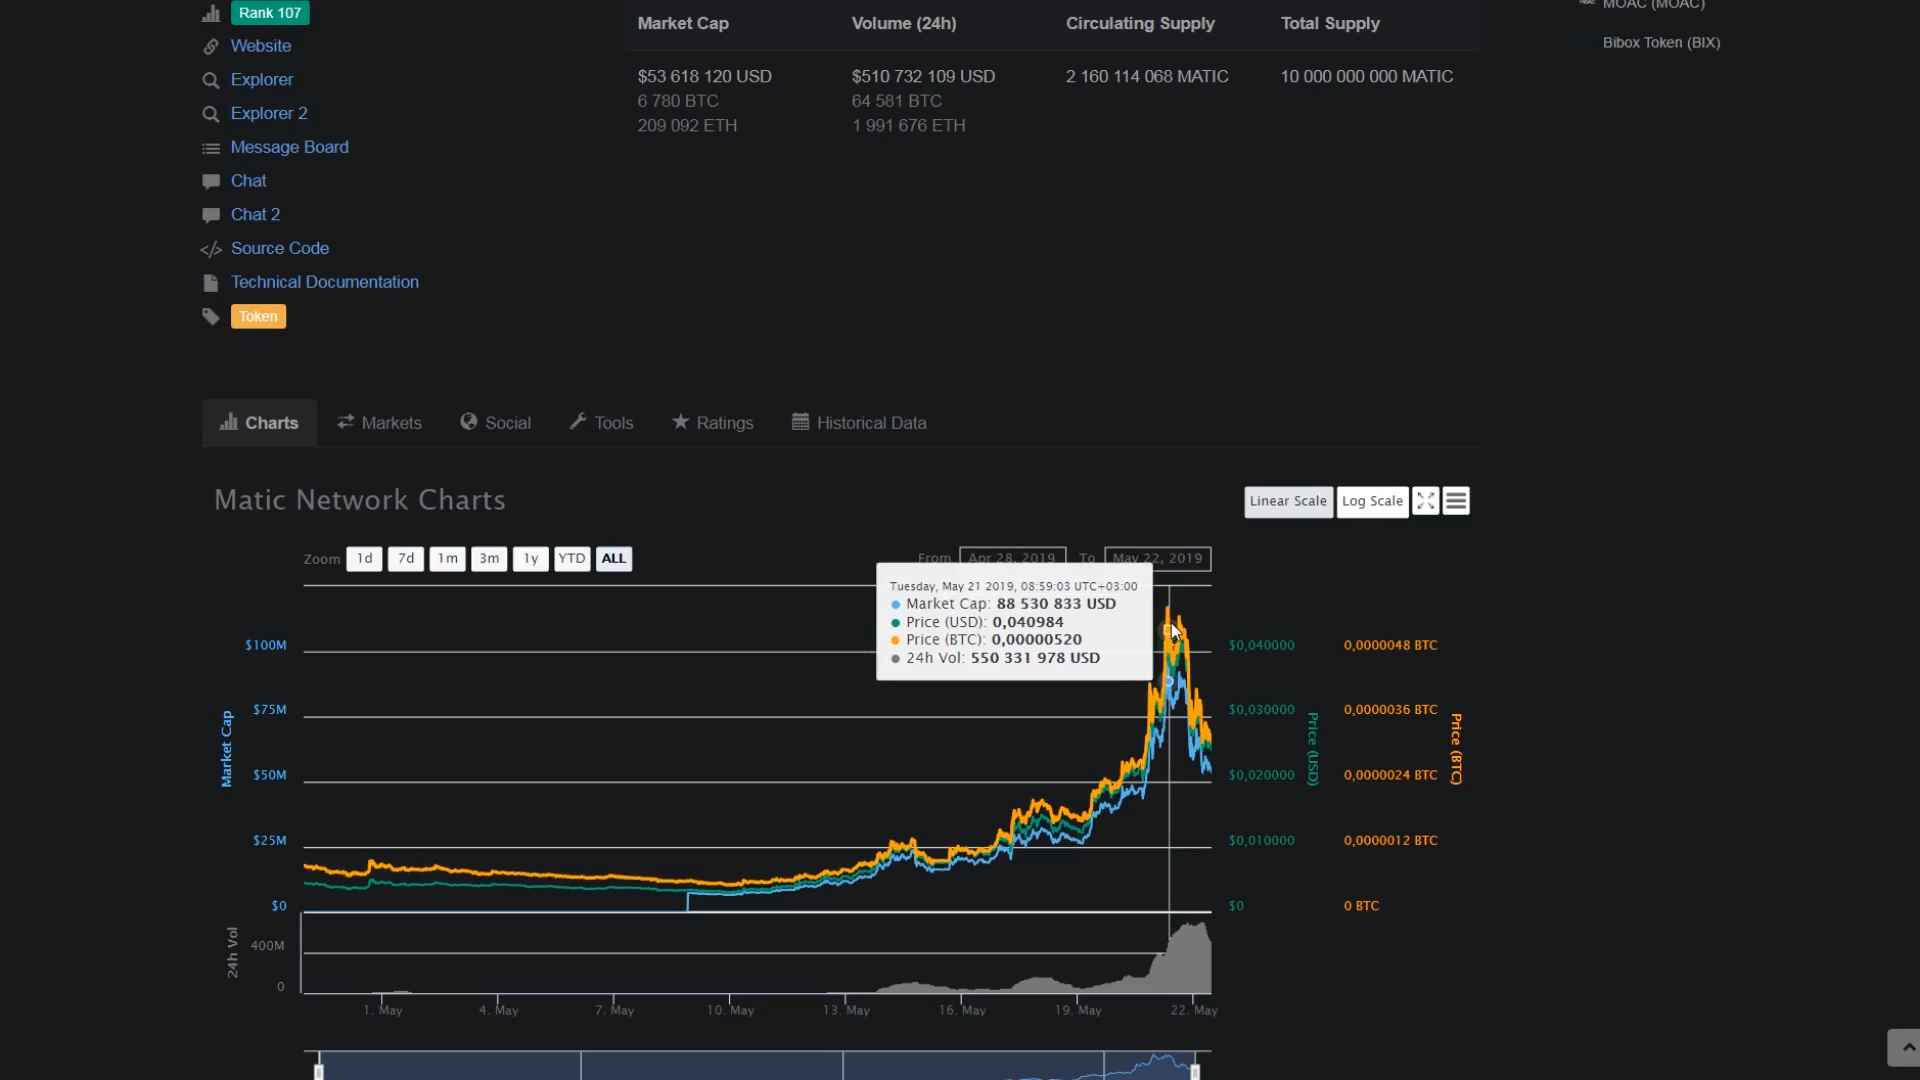 Rank 107
Website
Explorer
Explorer 2
Message Board
Chat
Chat 2
Source Code
Technical Documentation
Token
Market Cap Volume (24h) Circulating Supply Total Supply
$53 618 120 USD $510 732 109 USD 2 160 114 068 MATIC 10 000 000 000 MATIC
6 780 BTC 64 581 BTC
209 092 ETH 1 991 676 ETH
MOAC (MOAC)
Bibox Token (BIX)
Charts Markets Social Tools Ratings Historical Data
Matic Network Charts
Linear Scale Log Scale
Zoom 1d 7d 1m 3m 1y YTD ALL From Apr 28, 2019 To May 22, 2019
Tuesday, May 21 2019, 08:59:03 UTC+03:00
Market Cap: 88 530 833 USD
Price (USD): 0,040984
Price (BTC): 0,00000520
24h Vol: 550 331 978 USD
$100M $0,040000 0,0000048 BTC
$75M $0,030000 0,0000036 BTC
Market Cap Price (USD) Price (BTC)
$50M $0,020000 0,0000024 BTC
$25M $0,010000 0,0000012 BTC
$0 $0 0 BTC
24h Vol
400M
0
1. May 4. May 7. May 10. May 13. May 16. May 19. May 22. May